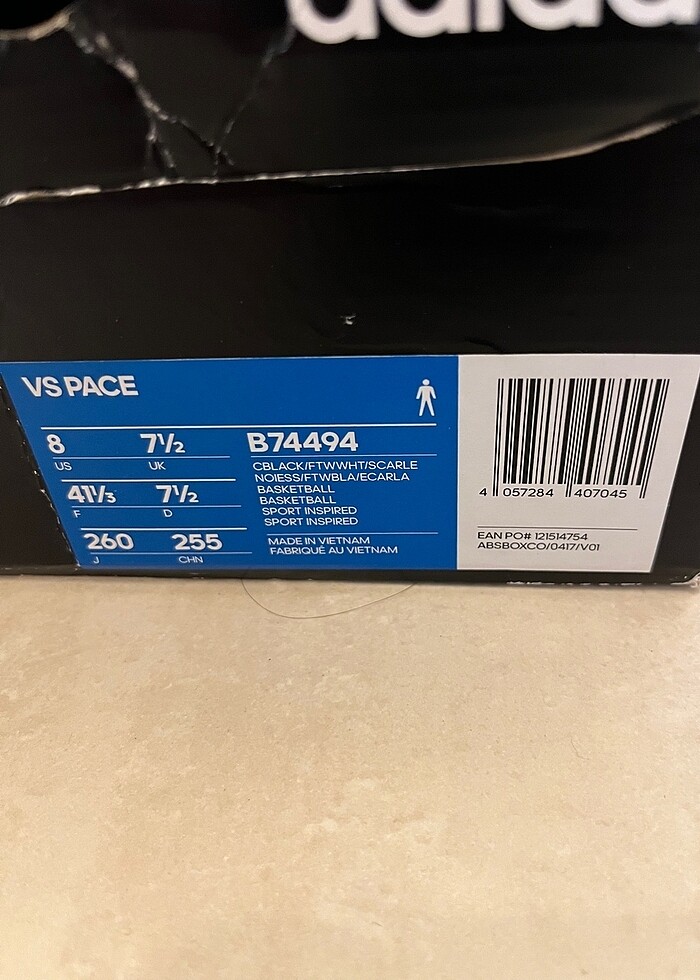 adidas
VS PACE
8 7½
US UK
41⅓ 7½
F D
260 255
J CHN
B74494
CBLACK/FTWWHT/SCARLE
NOIESS/FTWBLA/ECARLA
BASKETBALL
BASKETBALL
SPORT INSPIRED
SPORT INSPIRED
MADE IN VIETNAM
FABRIQUÉ AU VIETNAM
4 057284 407045
EAN PO# 121514754
ABSBOXCO/0417/V01